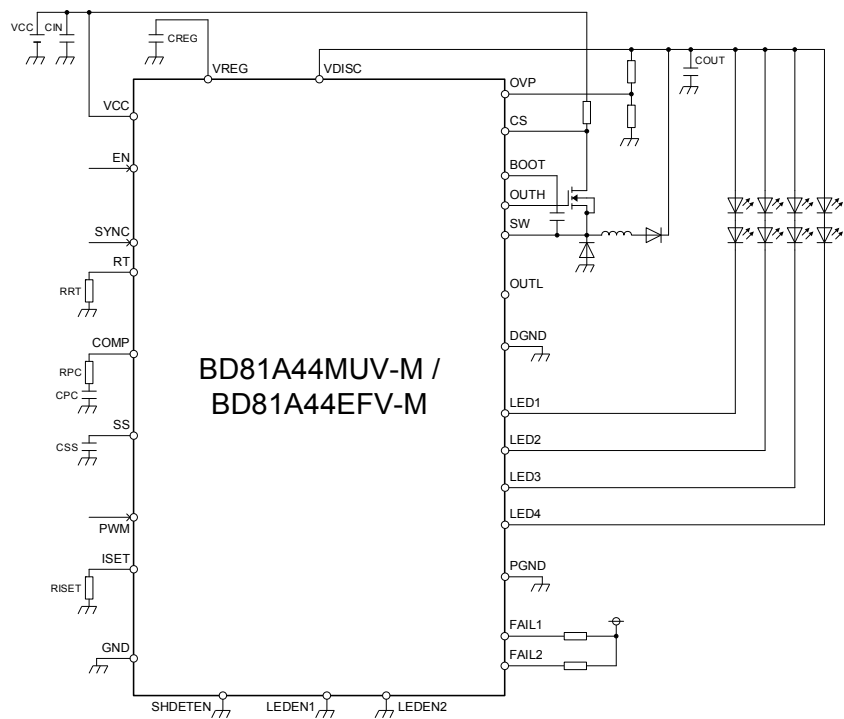 VCC
CIN
CREG
COUT
VREG
VDISC
VCC
EN
SYNC
RT
RRT
COMP
RPC
CPC
SS
CSS
PWM
ISET
RISET
GND
BD81A44MUV-M /
BD81A44EFV-M
OVP
CS
BOOT
OUTH
SW
OUTL
DGND
LED1
LED2
LED3
LED4
PGND
FAIL1
FAIL2
SHDETEN
LEDEN1
LEDEN2